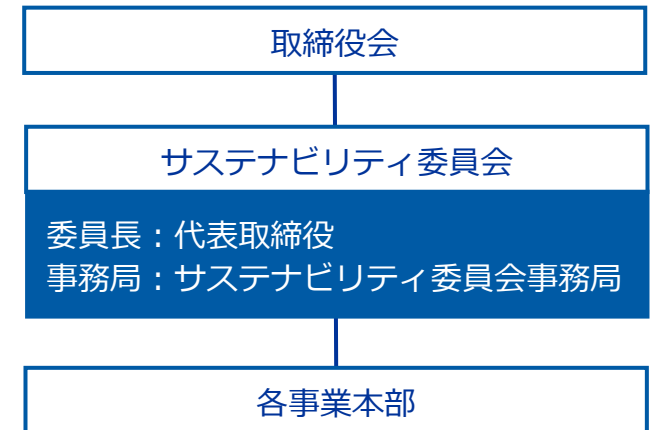 取締役会
サステナビリティ委員会
委員長：代表取締役
事務局：サステナビリティ委員会事務局
各事業本部